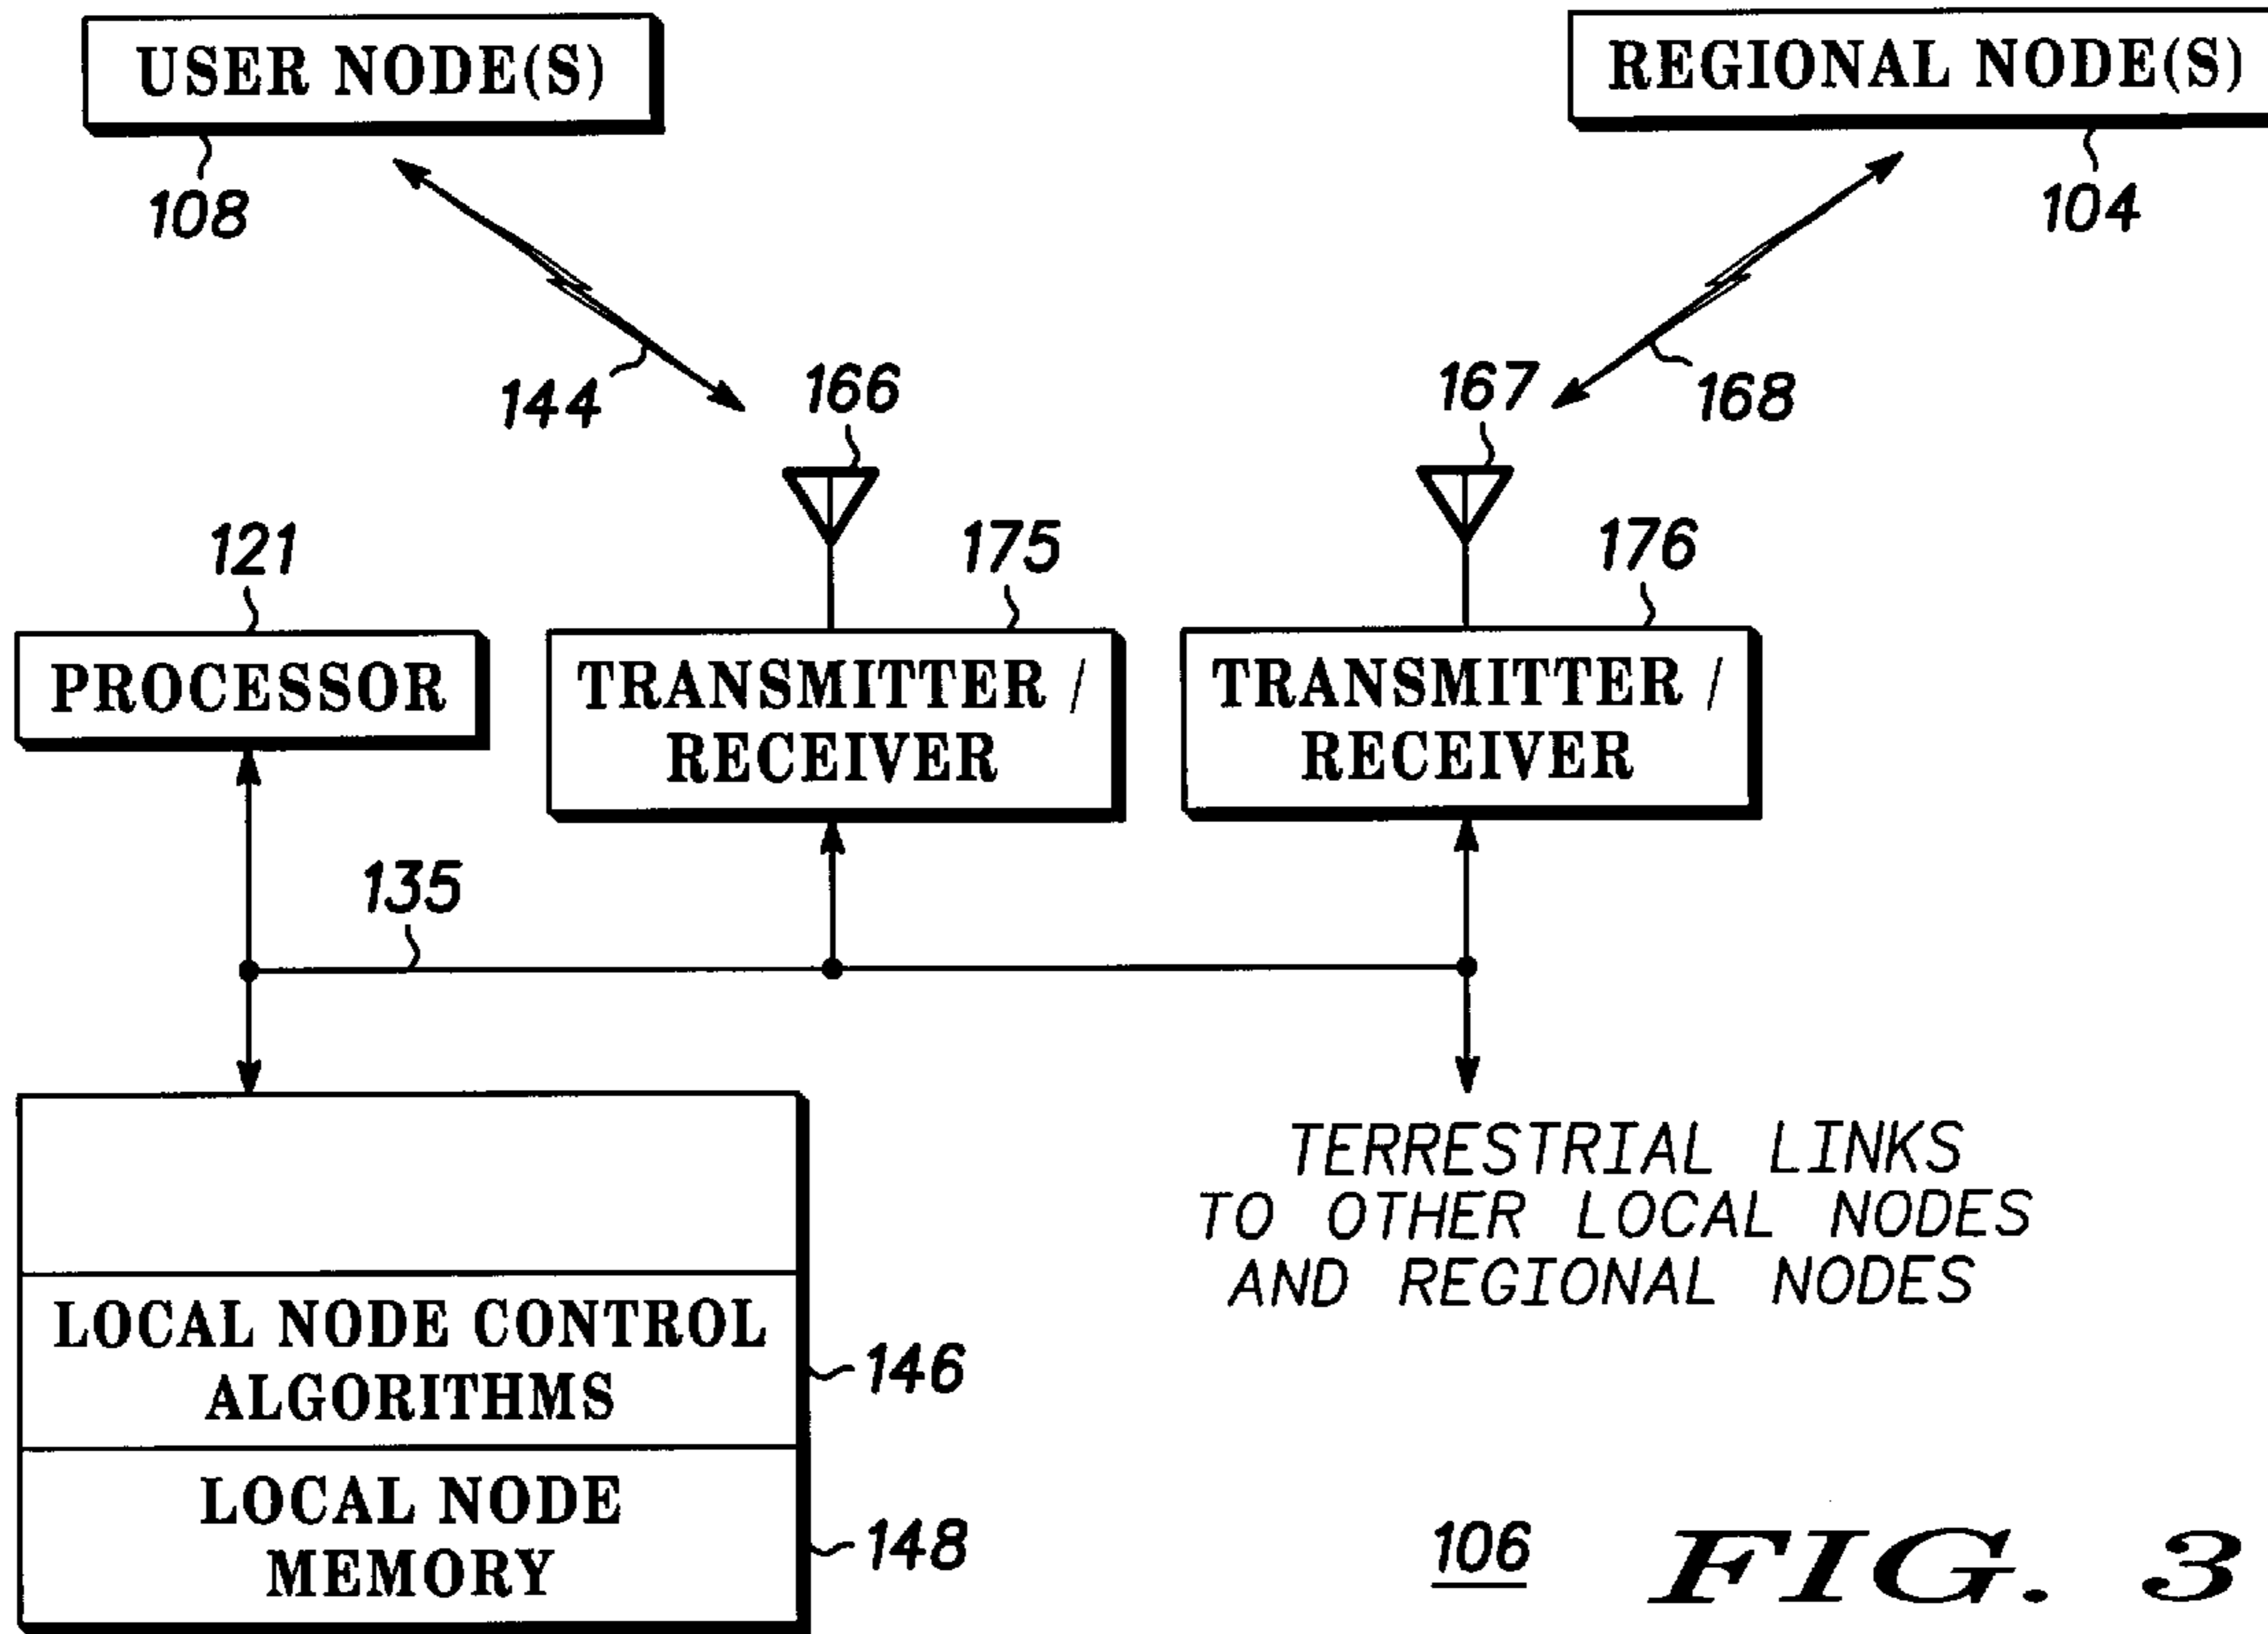 USER NODE(S)
REGIONAL NODE(S)
108
104
144
166
167
168
121
175
176
PROCESSOR
TRANSMITTER /
RECEIVER
TRANSMITTER /
RECEIVER
135
TERRESTRIAL LINKS
TO OTHER LOCAL NODES
AND REGIONAL NODES
LOCAL NODE CONTROL
ALGORITHMS
146
LOCAL NODE
MEMORY
148
106
FIG. 3